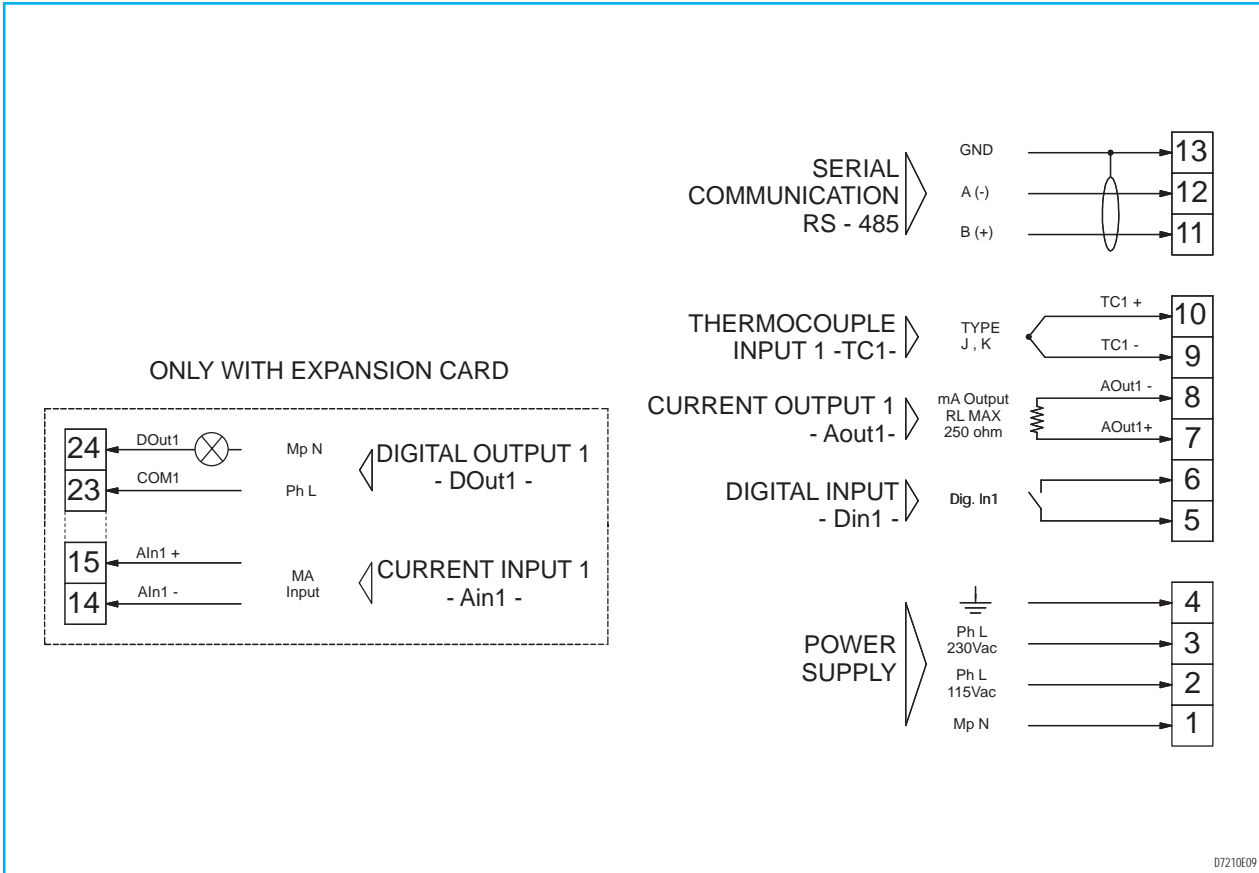 ONLY WITH EXPANSION CARD
24
DOut1
Mp N
23
COM1
Ph L
DIGITAL OUTPUT 1
- DOut1 -
15
AIn1 +
14
AIn1 -
MA
Input
CURRENT INPUT 1
- Ain1 -
SERIAL
COMMUNICATION
RS - 485
GND
13
A (-)
12
B (+)
11
THERMOCOUPLE
INPUT 1 -TC1-
TYPE
J , K
TC1 +
10
TC1 -
9
CURRENT OUTPUT 1
- Aout1-
mA Output
RL MAX
250 ohm
AOut1 -
8
AOut1+
7
DIGITAL INPUT
- Din1 -
Dig. In1
6
5
POWER
SUPPLY
4
Ph L
230Vac
3
Ph L
115Vac
2
Mp N
1
D7210E09